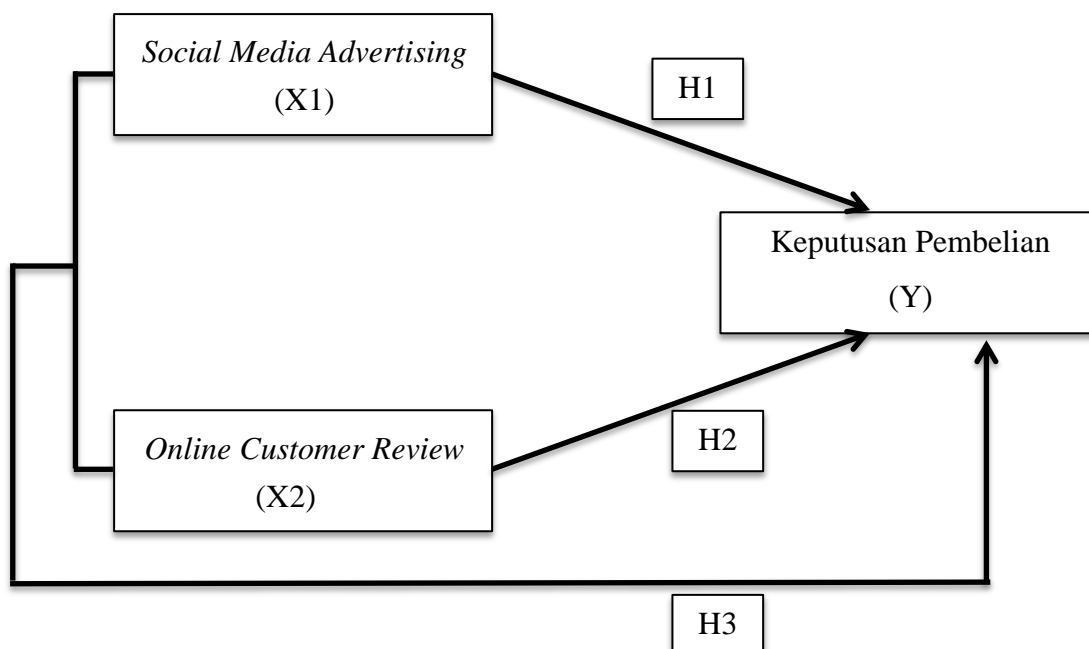 Social Media Advertising
(X1)
H1
Keputusan Pembelian
(Y)
Online Customer Review
(X2)
H2
H3